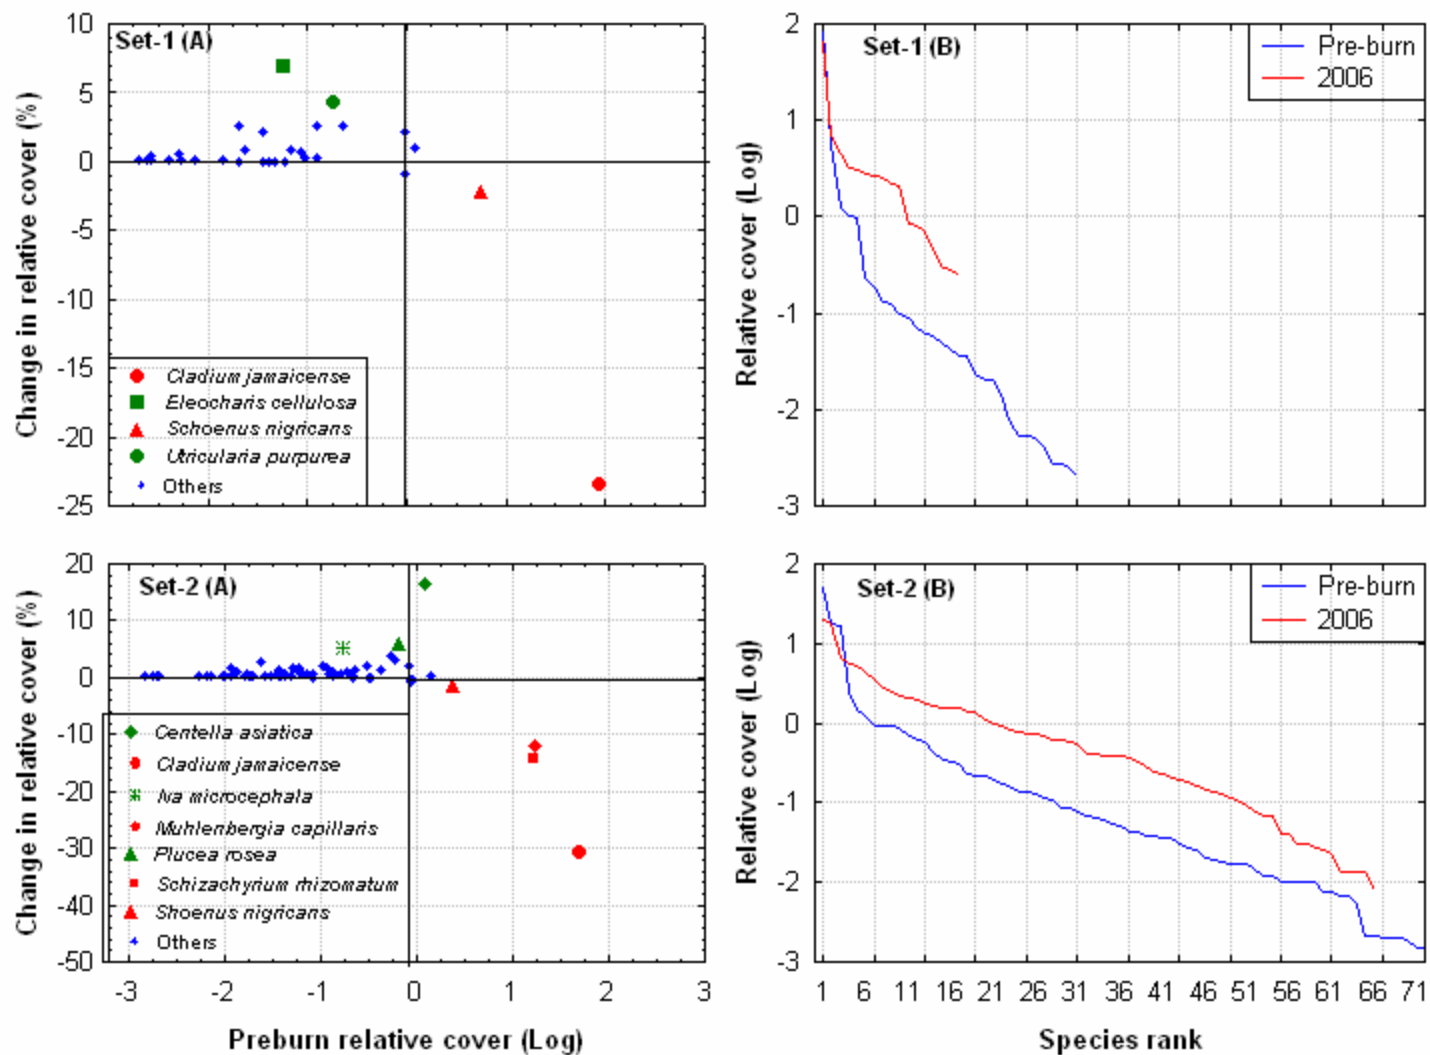 Set-1 (A)
Change in relative cover (%)
10
5
0
-5
-10
-15
-20
-25
Cladium jamaicense
Eleocharis cellulosa
Schoenus nigricans
Utricularia purpurea
Others
Set-1 (B)
Relative cover (Log)
2
1
0
-1
-2
-3
Pre-burn
2006
Set-2 (A)
Change in relative cover (%)
20
10
0
-10
-20
-30
-40
-50
Centella asiatica
Cladium jamaicense
Iva microcephala
Muhlenbergia capillaris
Plucea rosea
Schizachyrium rhizomatum
Shoenus nigricans
Others
-3 -2 -1 0 1 2 3
Preburn relative cover (Log)
Set-2 (B)
Relative cover (Log)
2
1
0
-1
-2
-3
Pre-burn
2006
1 6 11 16 21 26 31 36 41 46 51 56 61 66 71
Species rank